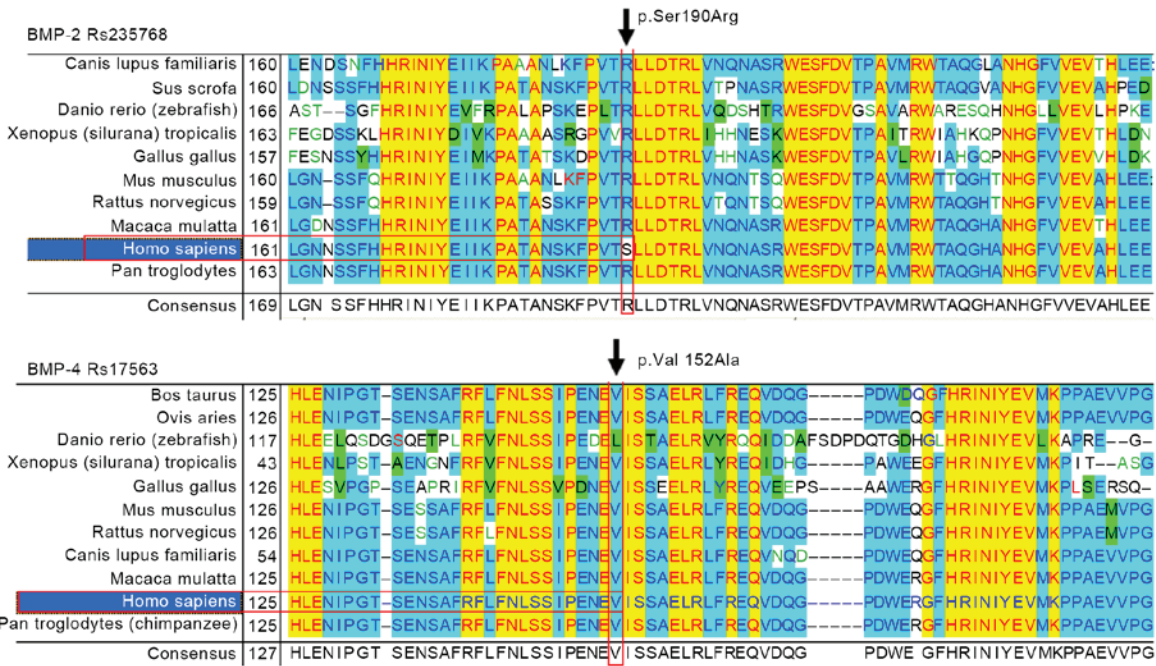 p.Ser190Arg
BMP-2 Rs235768
Canis lupus familiaris 160 LENDSNFHHRINIYEIIKPAAANLKFPVTRLLDTRLVNQNASRWESFDVTPAVMRWTAQGLANHGFVVEVTHLEE:
Sus scrofa 160 LDNSSNFHHRINIYEIIKPATANSKFPVTRLLDTRLVTPNASRWESFDVTPAVMRWTAQGVANHGFVVEVAHPED
Danio rerio (zebrafish) 166 AST--SGFHRINIYEVFRPALAPSKEPLTRLLDTRLVQDSHTRWESFDVGSAVARWARESQHNHGLLVEVLHPKE
Xenopus (silurana) tropicalis 163 FEGDSSKLHRINIYDIVKPAAAASRGPVVRLLDTRLIHHNESKWESFDVTPAITRWIAHKQPNHGFVVEVTHLDN
Gallus gallus 157 FESNSSYHHRINIYEIMKPATATSKDPVTRLLDTRLVHHNASKWESFDVTPAVLRWIAHGQPNHGFVVEVVHLDK
Mus musculus 160 LGN-SSFQHRINIYEIIKPAAANLKFPVTRLLDTRLVNQNTSQWESFDVTPAVMRWTTQGHTNHGFVVEVAHLEE:
Rattus norvegicus 159 LGN-SSFQHRINIYEIIKPATASSKFPVTRLLDTRLVTQNTSQWESFDVTPAVMRWTAQGHTNHGFVVEVAHLEE
Macaca mulatta 161 LGDNSSFHHRINIYEIIKPATANSKFPVTRLLDTRLVNQNASRWESFDVTPAVMRWTAQGHANHGFVVEVTHLEE
Homo sapiens 161 LGNNSSFHHRINIYEIIKPATANSKFPVTSLLDTRLVNQNASRWESFDVTPAVMRWTAQGHANHGFVVEVAHLEE
Pan troglodytes 163 LGNNSSFHHRINIYEIIKPATANSKFPVTRLLDTRLVNQNASRWESFDVTPAVMRWTAQGHANHGFVVEVAHLEE
Consensus 169 LGN SSFHHRINIYEIIKPATANSKFPVTRLLDTRLVNQNASRWESFDVTPAVMRWTAQGHANHGFVVEVAHLEE
p.Val 152Ala
BMP-4 Rs17563
Bos taurus 125 HLENIPGT-SENSAFRFLFNLSSIPENEVISSAELRLFREQVDQG-----PDWDQGFHRINIYEVMKPPAEVVPG
Ovis aries 126 HLENIPGT-SENSAFRFLFNLSSIPENEVISSAELRLFREQVDQG-----PDWEQGFHRINIYEVMKPPAEVVPG
Danio rerio (zebrafish) 117 HLEELQSDGSQETPLRFVFNLSSIPEDELISTAELRVYRQQIDDAFSDPDQTGDHGLHRINIYEVLKAPRE--G-
Xenopus (silurana) tropicalis 43 HLENLPST-AENGNFRFVFNLSSIPENEVISSAELRLYREQIDHG-----PAWEEGFHRINIYEVMKPIT--ASG
Gallus gallus 126 HLESVPGP-SEAPRIRFVFNLSSVPDNEVISSEELRLYREQVEEPS----AAWERGFHRINIYEVMKPLSERSQ-
Mus musculus 126 HLENIPGT-SESSAFRFLFNLSSIPENEVISSAELRLFREQVDQG-----PDWEQGFHRINIYEVMKPPAEMVPG
Rattus norvegicus 126 HLENIPGT-SESSAFRFLFNLSSIPENEVISSAELRLFREQVDQG-----PDWEQGFHRINIYEVMKPPAEMVPG
Canis lupus familiaris 54 HLENIPGT-SENSAFRFLFNLSSIPENEVISSAELRLFREQVNQD-----PDWEQGFHRINIYEVMKPPAEVVPG
Macaca mulatta 125 HLENIPGT-SENSAFRFLFNLSSIPENEVISSAELRLFREQVDQG-----PDWERGFHRINIYEVMKPPAEVVPG
Homo sapiens 125 HLENIPGT-SENSAFRFLFNLSSIPENEVISSAELRLFREQVDQG-----PDWERGFHRINIYEVMKPPAEVVPG
Pan troglodytes (chimpanzee) 125 HLENIPGT-SENSAFRFLFNLSSIPENEVISSAELRLFREQVDQG-----PDWERGFHRINIYEVMKPPAEVVPG
Consensus 127 HLENIPGT SENSAFRFLFNLSSIPENEVISSAELRLFREQVDQG PDWE GFHRINIYEVMKPPAEVVPG